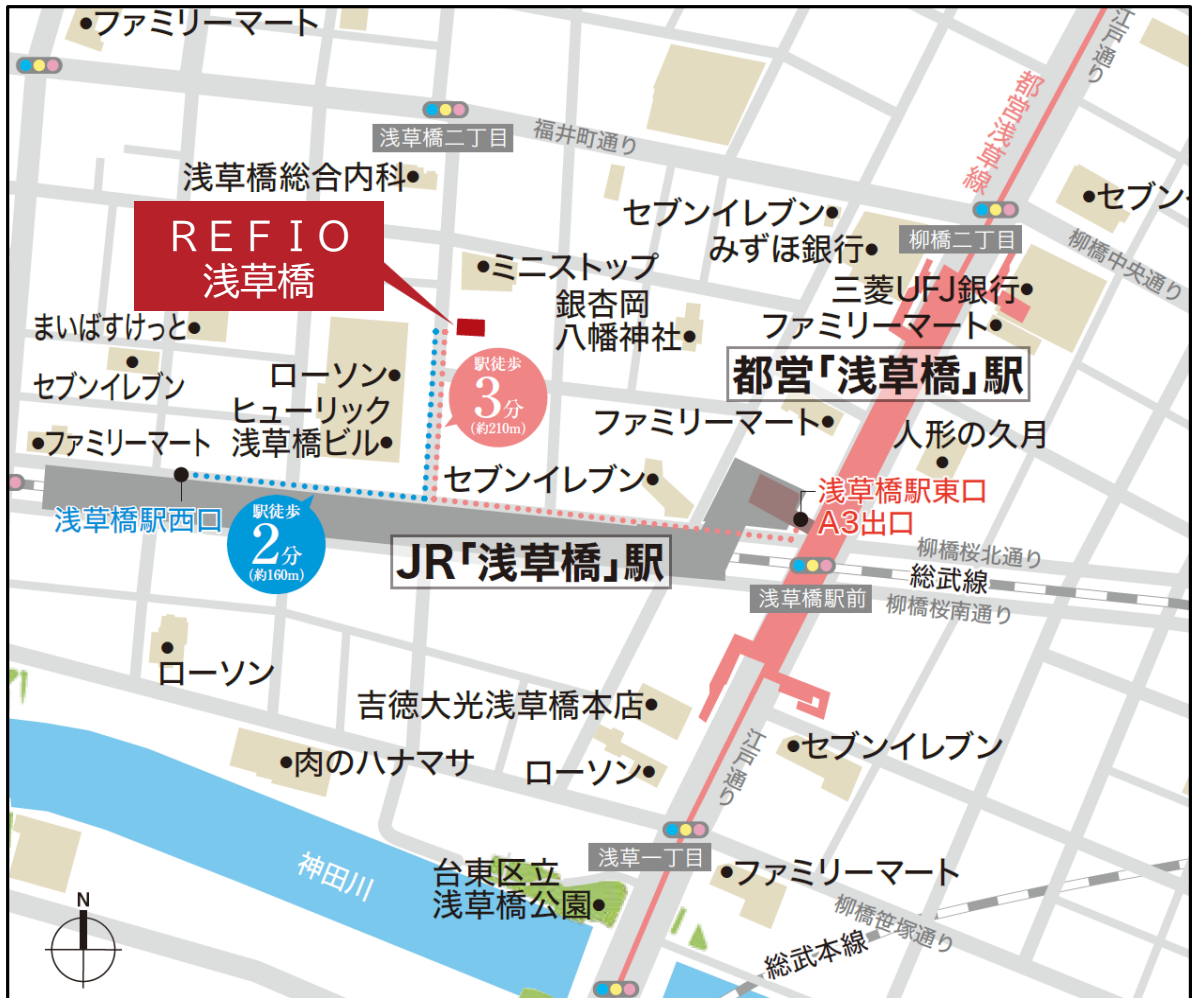 ファミリーマート
江戸通り
都営浅草線
浅草橋二丁目
福井町通り
浅草橋総合内科
セブンイレブン
みずほ銀行
柳橋二丁目
セブン
柳橋中央通り
REFIO
浅草橋
ミニストップ
銀杏岡
八幡神社
三菱UFJ銀行
ファミリーマート
まいばすけっと
セブンイレブン
ローソン
ヒューリック
浅草橋ビル
駅徒歩
3分
(約210m)
都営「浅草橋」駅
ファミリーマート
人形の久月
ファミリーマート
セブンイレブン
浅草橋駅東口
A3出口
浅草橋駅西口
駅徒歩
2分
(約160m)
JR「浅草橋」駅
柳橋桜北通り
総武線
浅草橋駅前
柳橋桜南通り
ローソン
吉徳大光浅草橋本店
江戸通り
セブンイレブン
肉のハナマサ
ローソン
浅草一丁目
神田川
台東区立
浅草橋公園
ファミリーマート
柳橋笹塚通り
総武本線
N